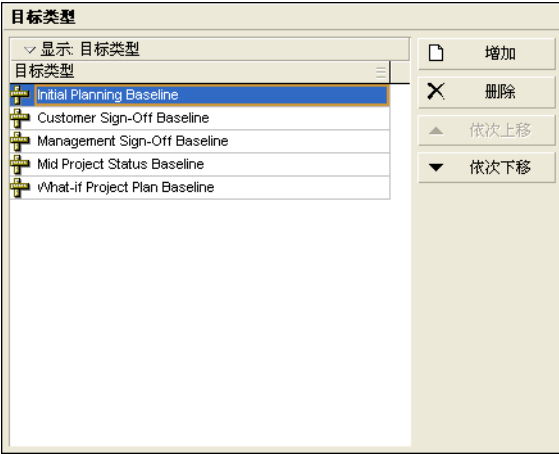 目标类型
显示: 目标类型
目标类型
Initial Planning Baseline
Customer Sign-Off Baseline
Management Sign-Off Baseline
Mid Project Status Baseline
What-if Project Plan Baseline
增加
删除
依次上移
依次下移